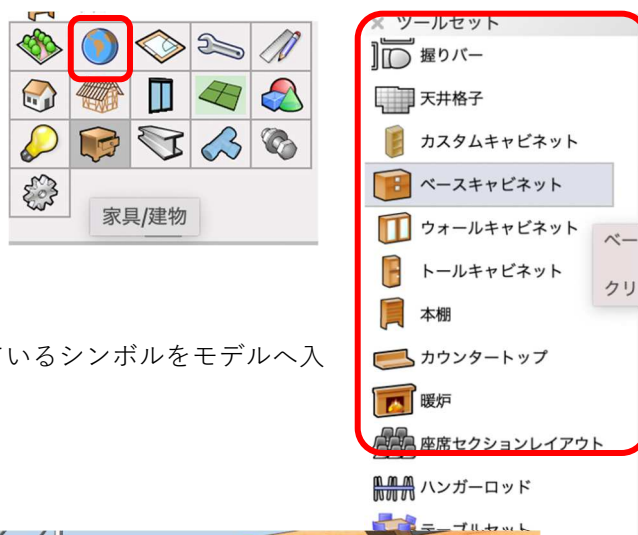 家具/建物
ているシンボルをモデルへ入
ツールセット
握りバー
天井格子
カスタムキャビネット
ベースキャビネット
ウォールキャビネット
ベー
トールキャビネット
クリ
本棚
カウンタートップ
暖炉
座席セクションレイアウト
ハンガーロッド
テーブルセット